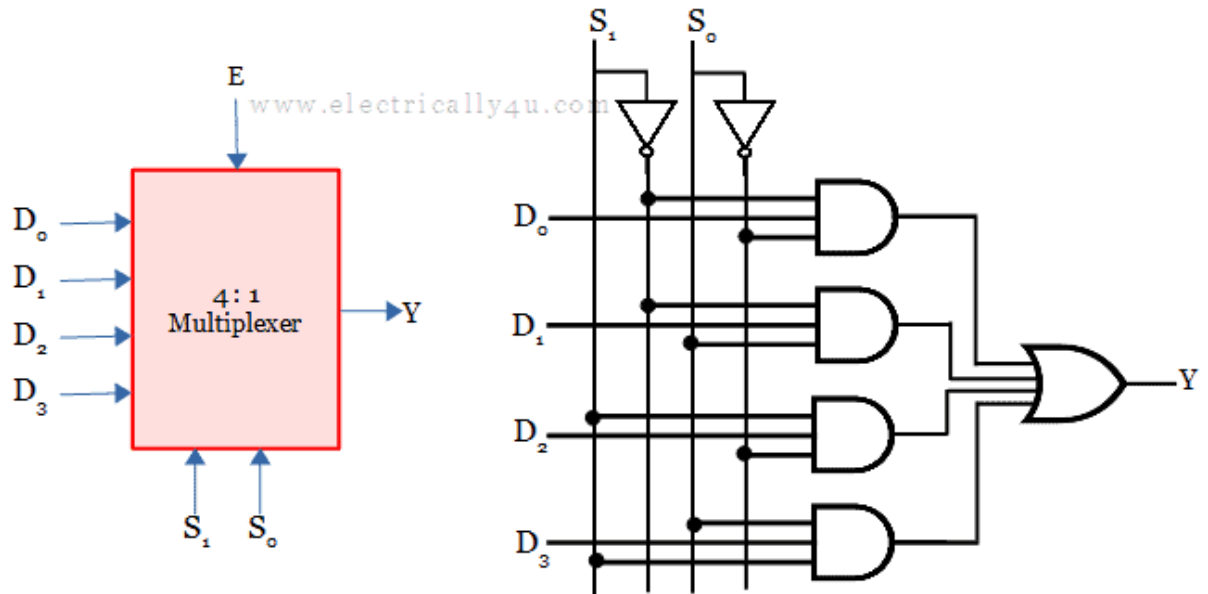 E
www.electrically4u.com
D₀
D₁
D₂
D₃
4:1
Multiplexer
Y
S₁ S₀
S₁ S₀
D₀
D₁
D₂
D₃
Y